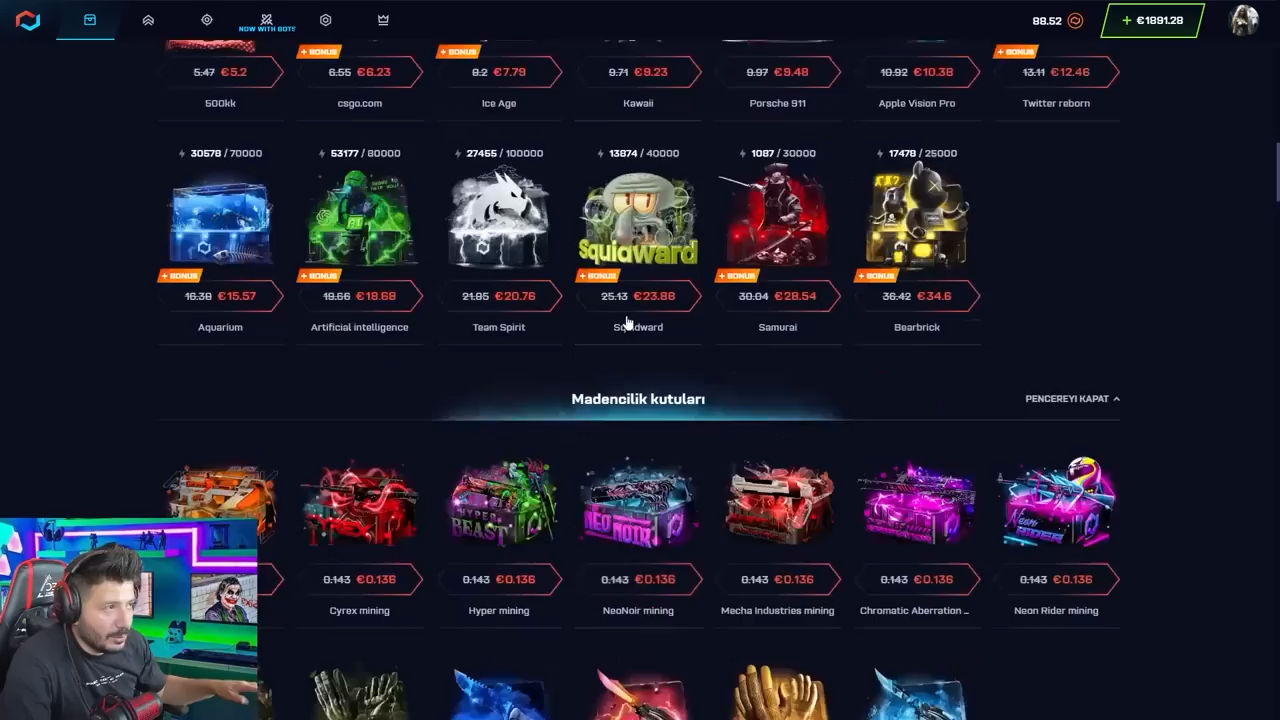 NOW WITH BOTS
88.52
+ €1891.28
+ BONUS
+ BONUS
+ BONUS
5.47 €5.2
6.55 €6.23
8.2 €7.79
9.71 €9.23
9.97 €9.48
10.92 €10.38
13.11 €12.46
500kk
csgo.com
Ice Age
Kawaii
Porsche 911
Apple Vision Pro
Twitter reborn
30578 / 70000
53177 / 80000
27455 / 100000
13874 / 40000
1087 / 30000
17478 / 25000
Squidward
+ BONUS
+ BONUS
+ BONUS
+ BONUS
+ BONUS
16.38 €15.57
19.66 €18.68
21.85 €20.76
25.13 €23.88
30.04 €28.54
36.42 €34.6
Aquarium
Artificial intelligence
Team Spirit
Squidward
Samurai
Bearbrick
Madencilik kutuları
PENCEREYI KAPAT
HYPER
BEAST
NEO
NOIR
Neon
RIDER
0.143 €0.136
0.143 €0.136
0.143 €0.136
0.143 €0.136
0.143 €0.136
0.143 €0.136
Cyrex mining
Hyper mining
NeoNoir mining
Mecha Industries mining
Chromatic Aberration ...
Neon Rider mining